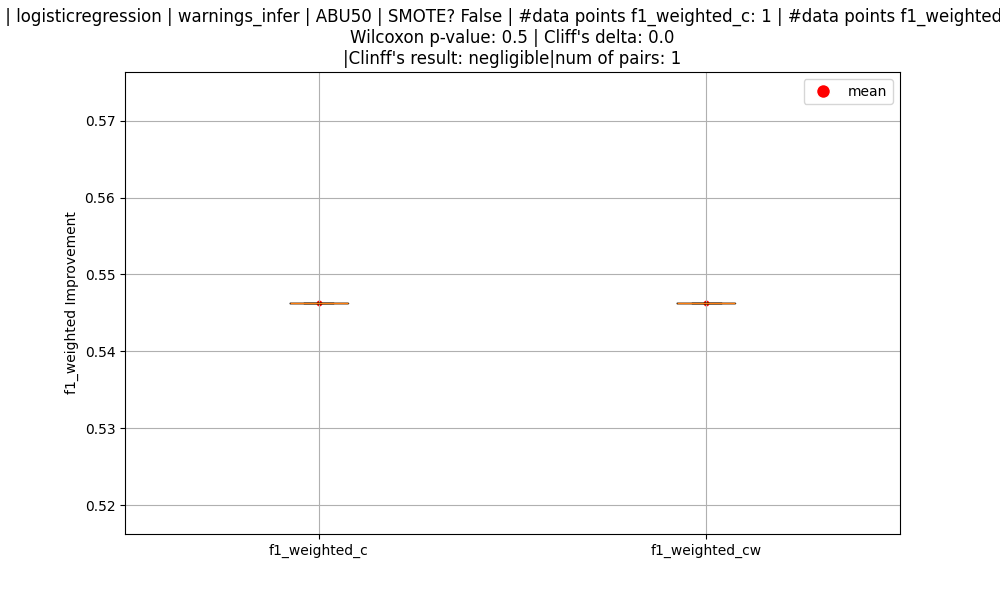 | logisticregression | warnings_infer | ABU50 | SMOTE? False | #data points f1_weighted_c: 1 | #data points f1_weighted
Wilcoxon p-value: 0.5 | Cliff's delta: 0.0
|Clinff's result: negligible|num of pairs: 1
mean
0.57
0.56
0.55
0.54
0.53
0.52
f1_weighted Improvement
f1_weighted_c
f1_weighted_cw